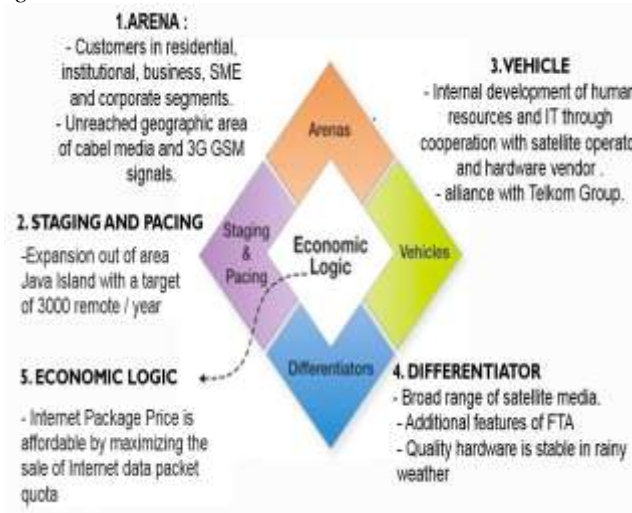 1.ARENA :
- Customers in residential,
institutional, business, SME
and corporate segments.
- Unreached geographic area
of cabel media and 3G GSM
signals.
3.VEHICLE
- Internal development of human
resources and IT through
cooperation with satellite operato
and hardware vendor .
- alliance with Telkom Group.
Arenas
2. STAGING AND PACING
-Expansion out of area
Java Island with a target
of 3000 remote / year
Staging
&
Pacing
Economic
Logic
Vehicles
Differentiators
5. ECONOMIC LOGIC
- Internet Package Price is
affordable by maximizing the
sale of Internet data packet
quota
4. DIFFERENTIATOR
- Broad range of satellite media.
- Additional features of FTA
- Quality hardware is stable in rainy
weather